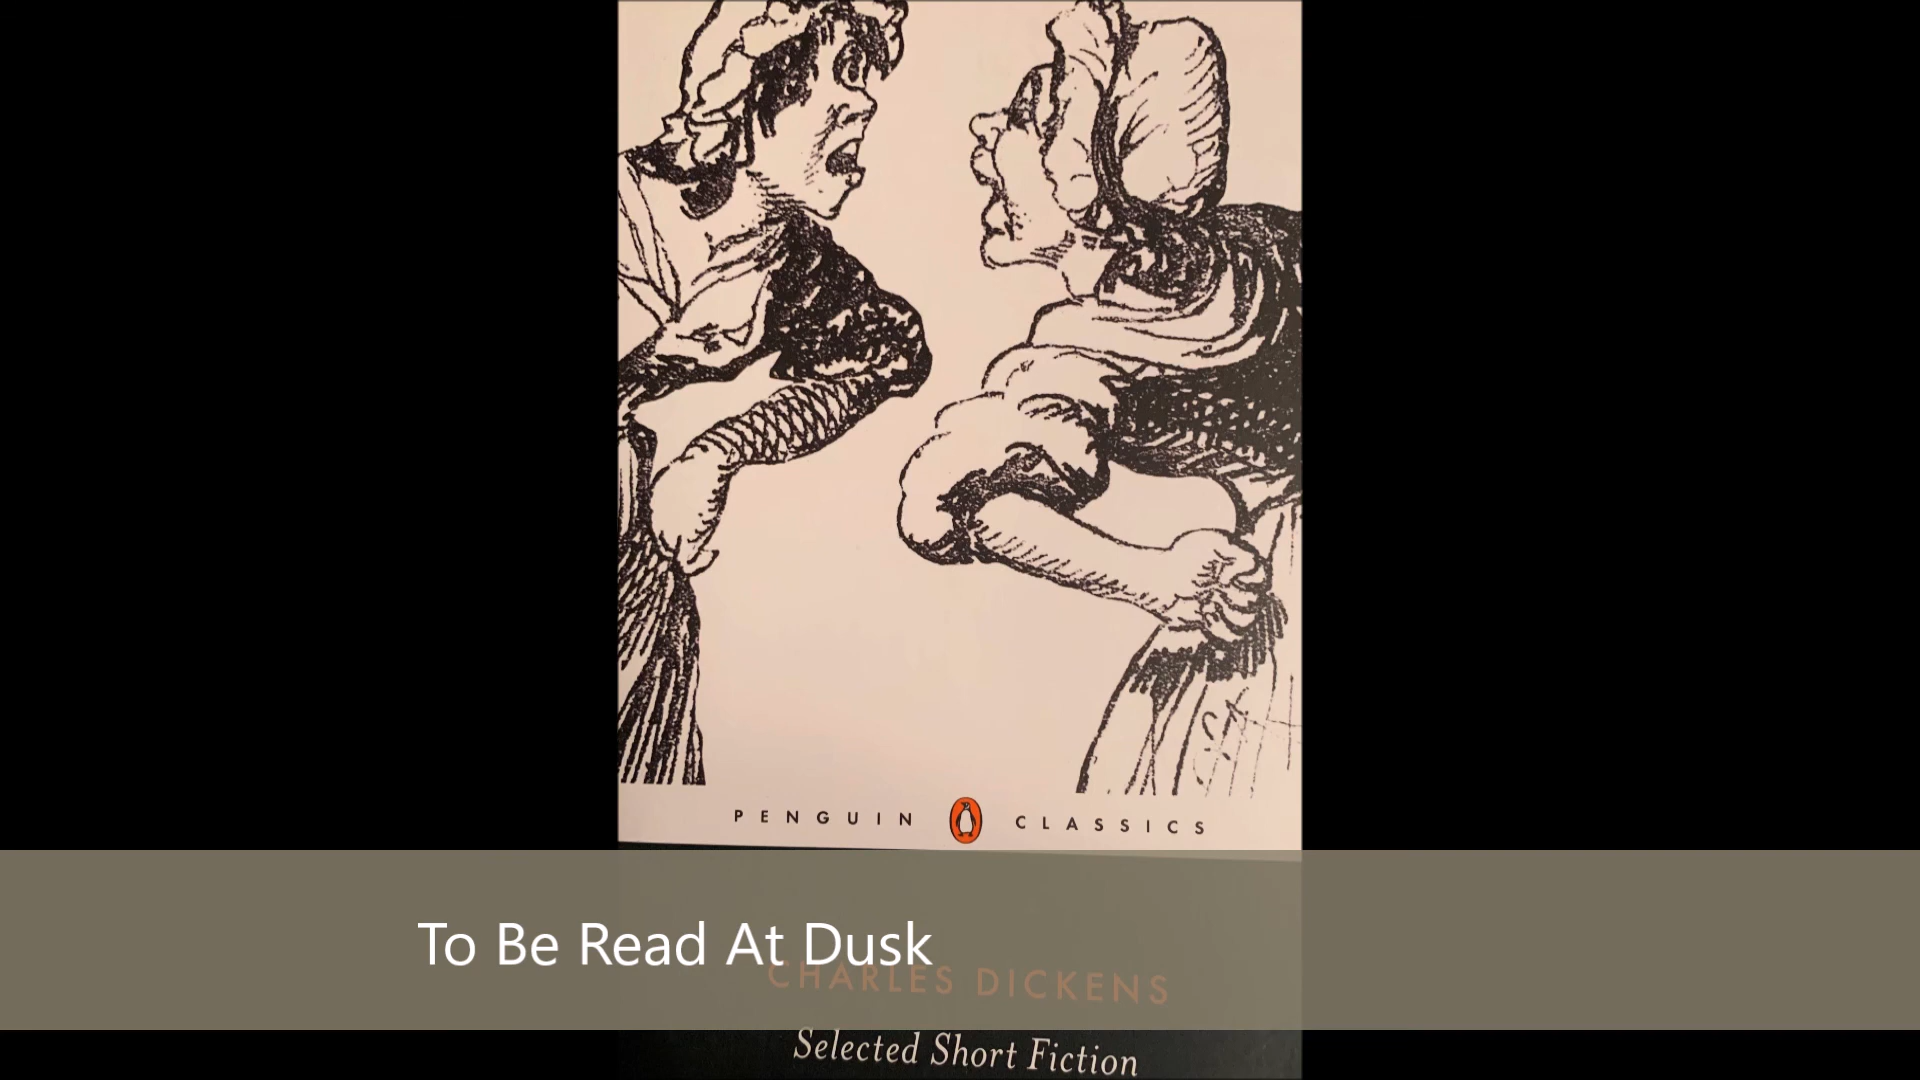 PENGUIN CLASSICS
To Be Read At Dusk
CHARLES DICKENS
Selected Short Fiction